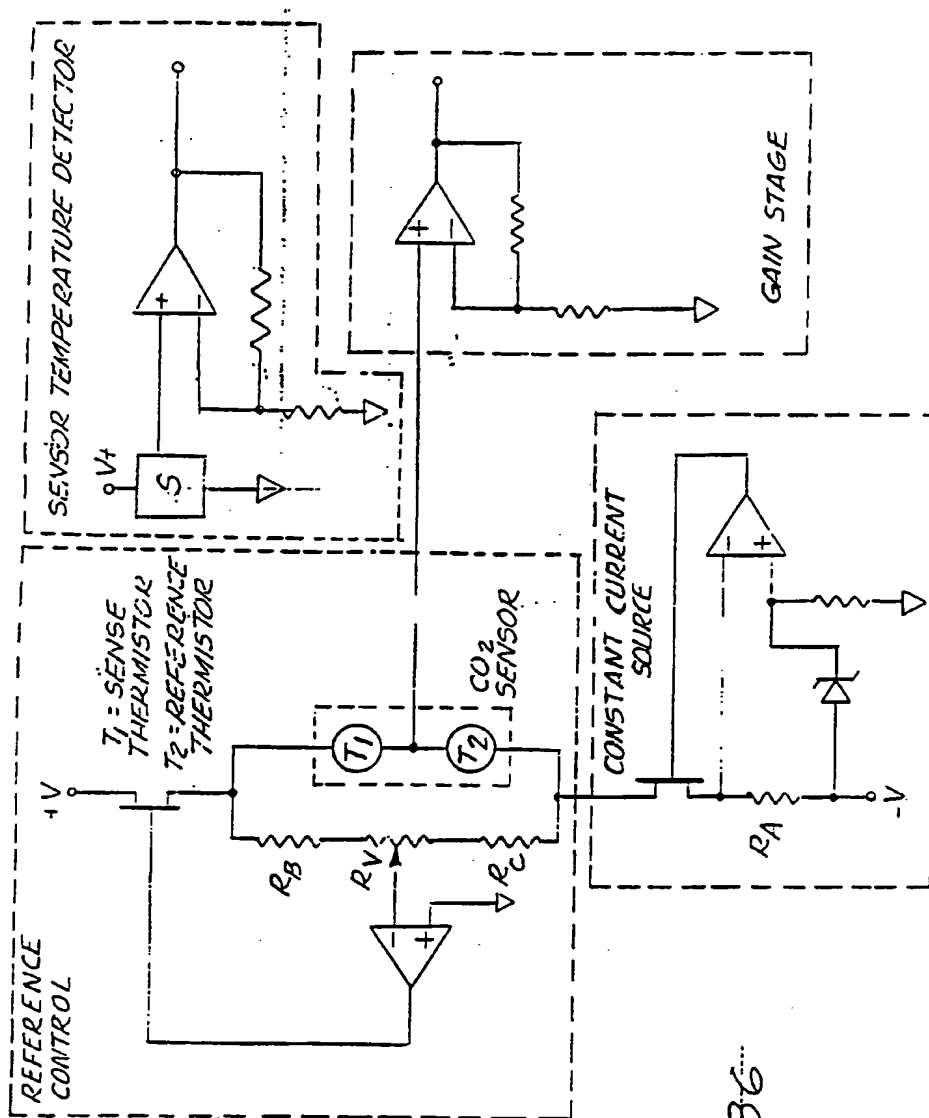 SENSOR TEMPERATURE DETECTOR
V+
S
+
−
REFERENCE
CONTROL
+V
T1 = SENSE
THERMISTOR
T2 = REFERENCE
THERMISTOR
RB
RV
RC
−
+
T1
T2
CO2
SENSOR
+
−
GAIN STAGE
CONSTANT CURRENT
SOURCE
RA
-V
−
+
36